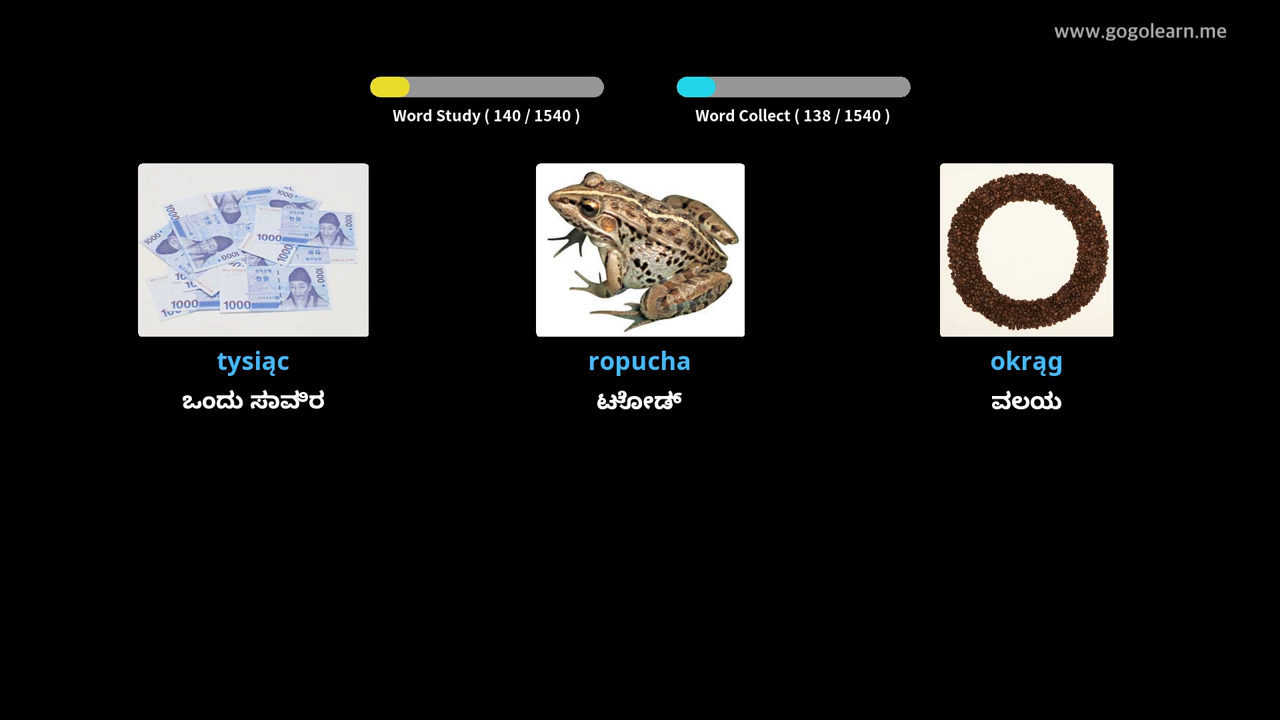 www.gogolearn.me
Word Study ( 140 / 1540 )
Word Collect ( 138 / 1540 )
tysiąc
ropucha
okrąg
ಒಂದು ಸಾವಿರ
ಟೋಡ್
ವಲಯ